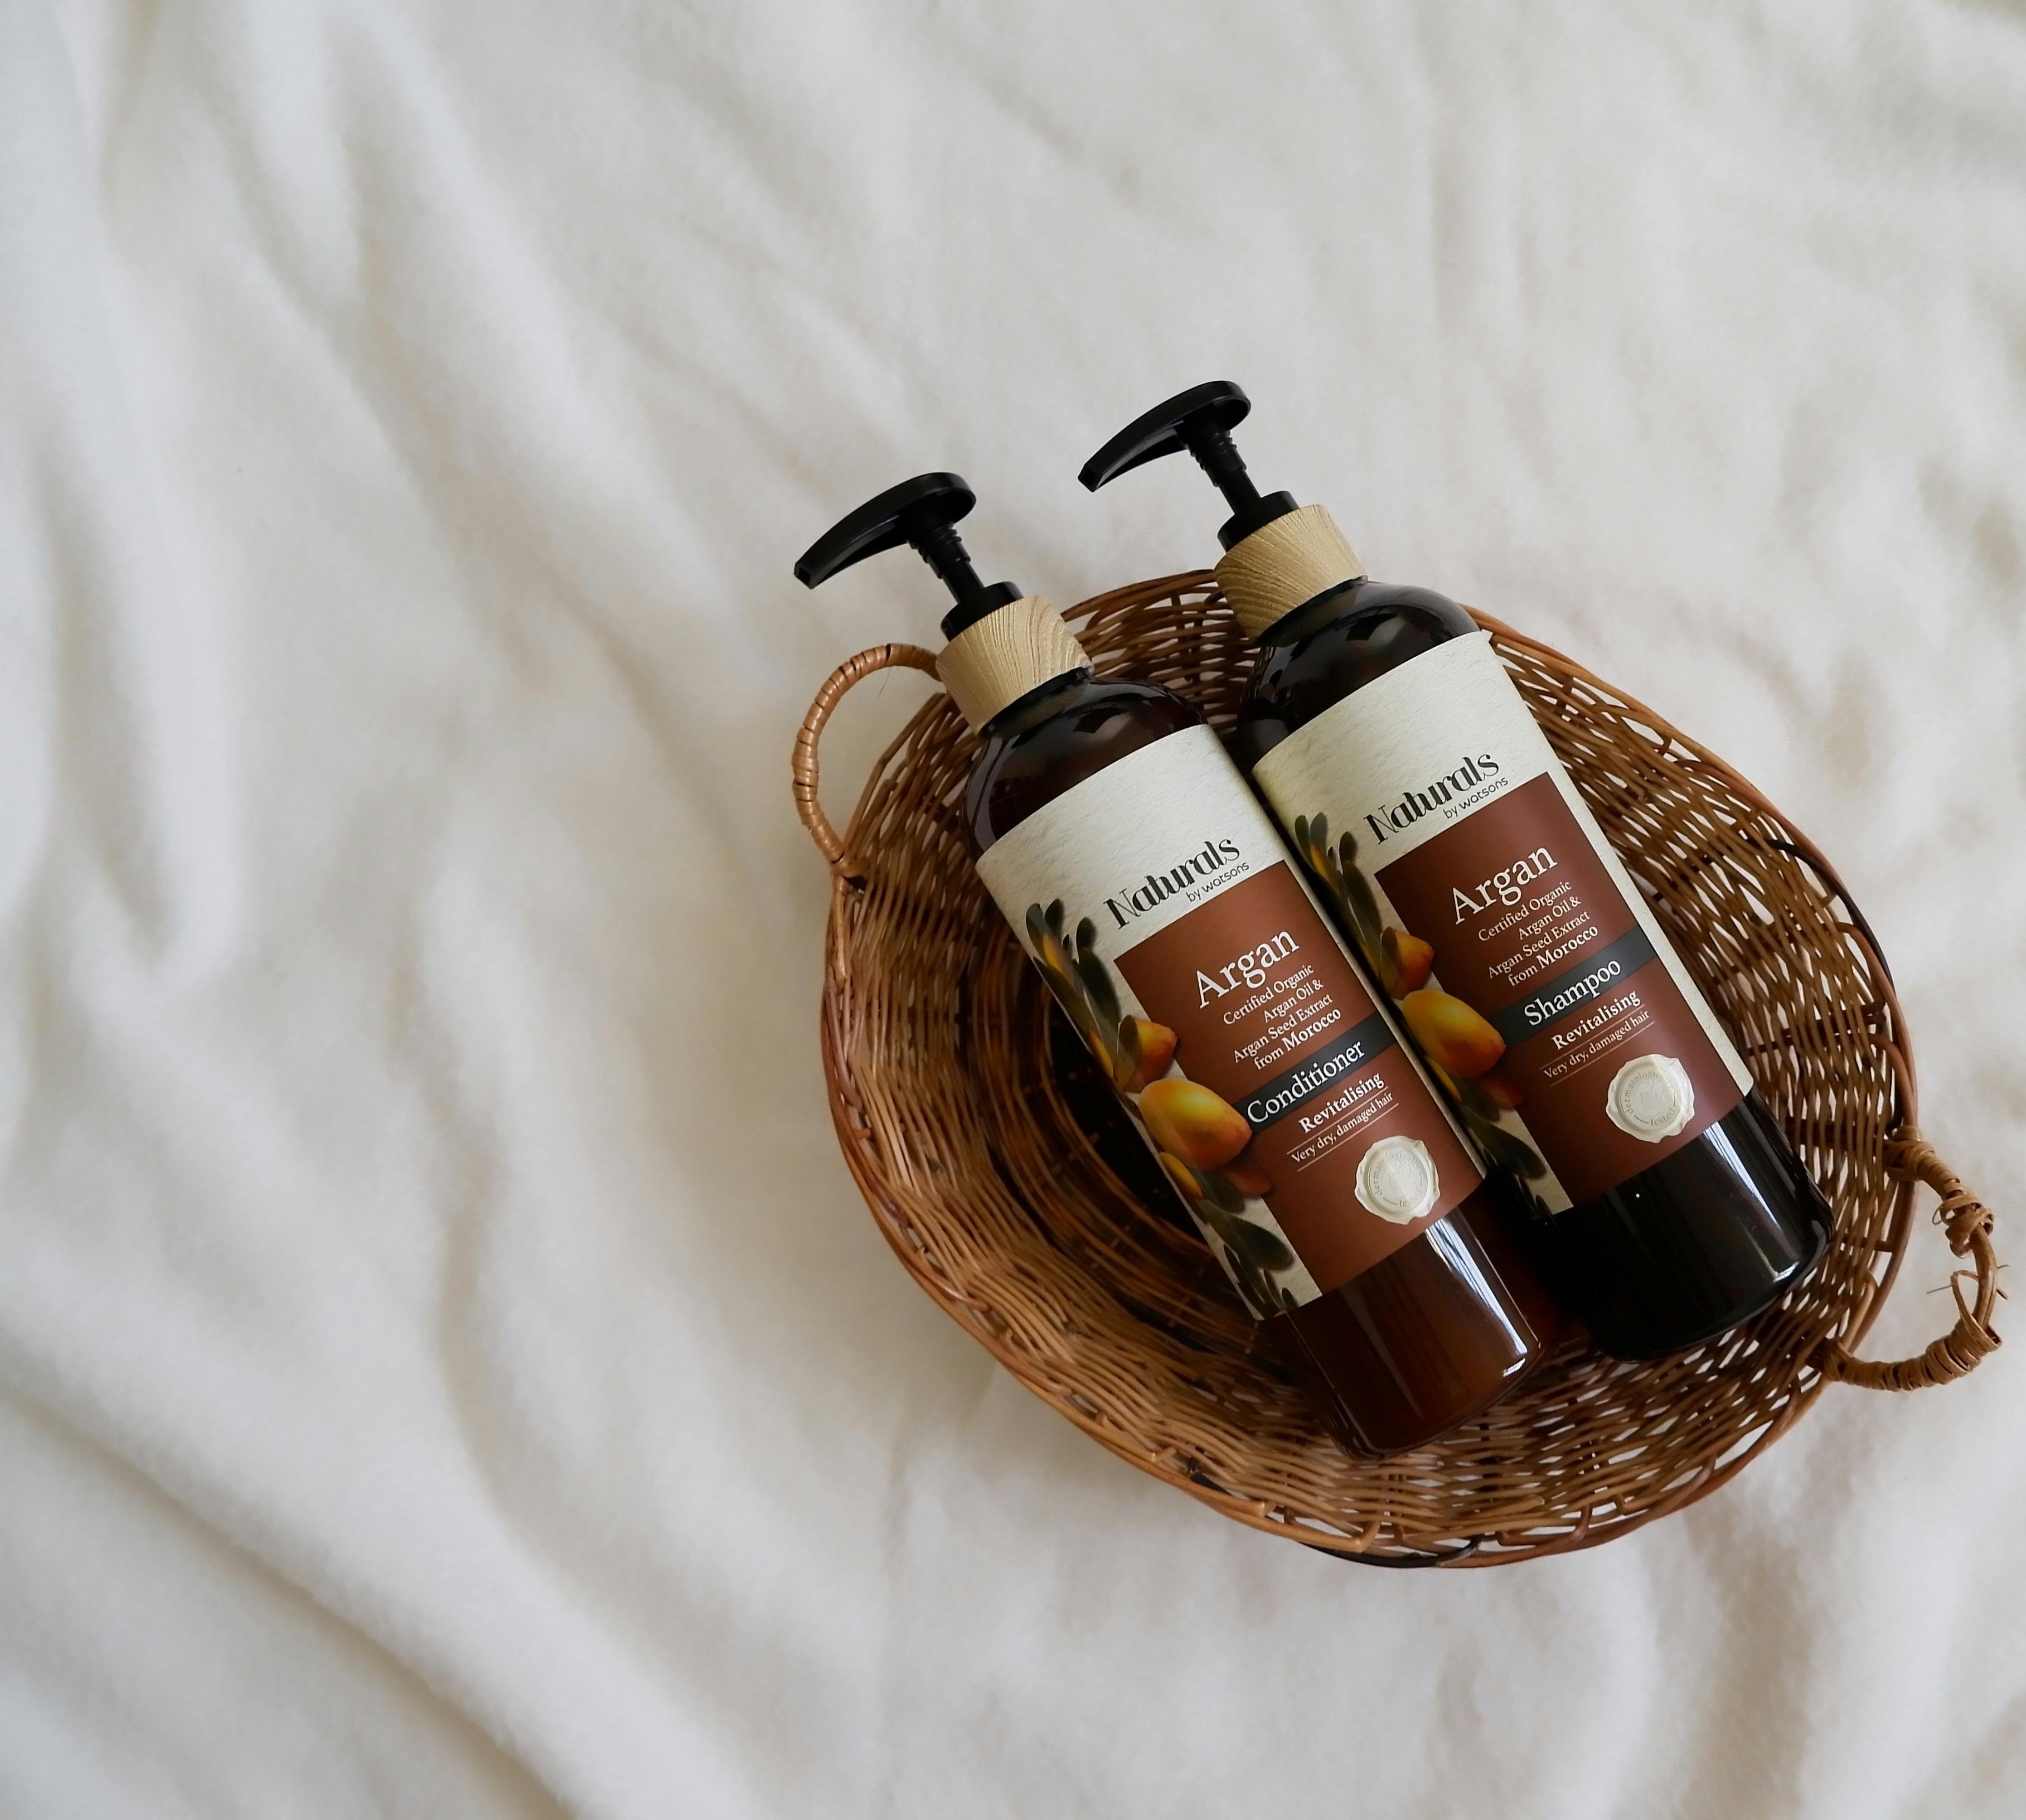 Naturals
by watsons
Argan
Certified Organic
Argan Oil &
Argan Seed Extract
from Morocco
Conditioner
Revitalising
Very dry, damaged hair
Naturals
by watsons
Argan
Certified Organic
Argan Oil &
Argan Seed Extract
from Morocco
Shampoo
Revitalising
Very dry, damaged hair
tested